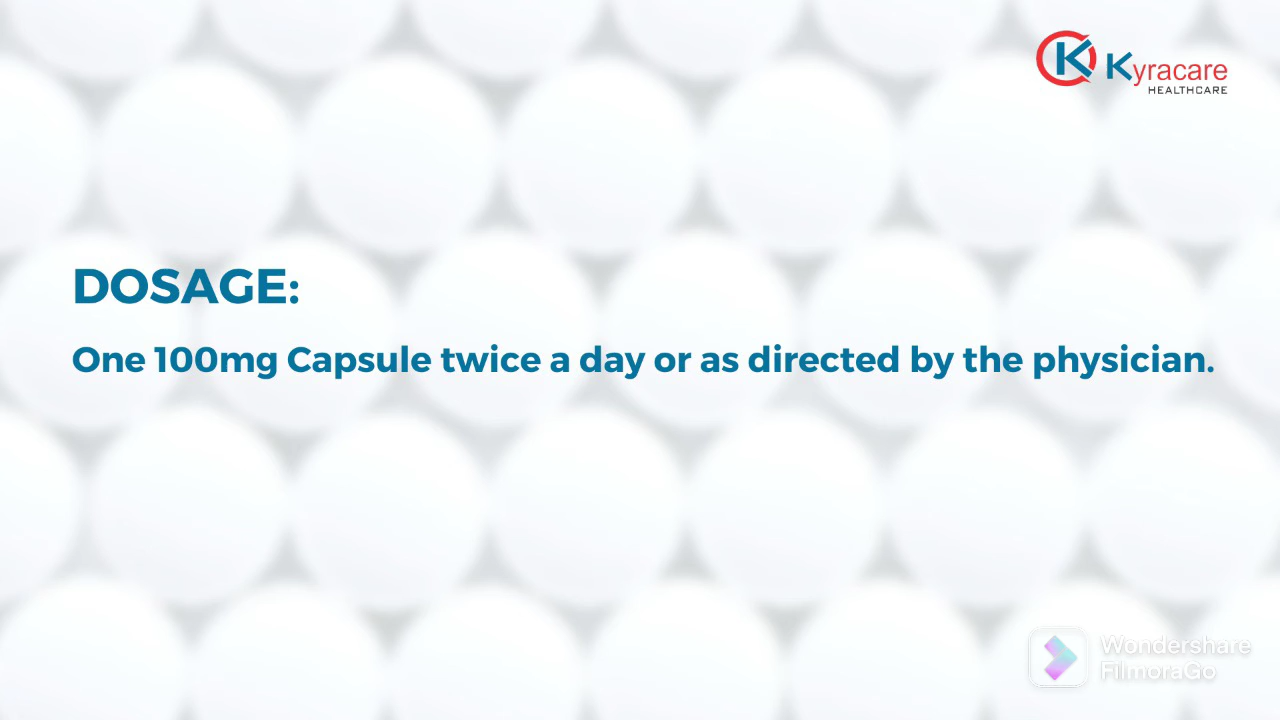 Kyracare
HEALTHCARE
DOSAGE:
One 100mg Capsule twice a day or as directed by the physician.
Wondershare
FilmoraGo